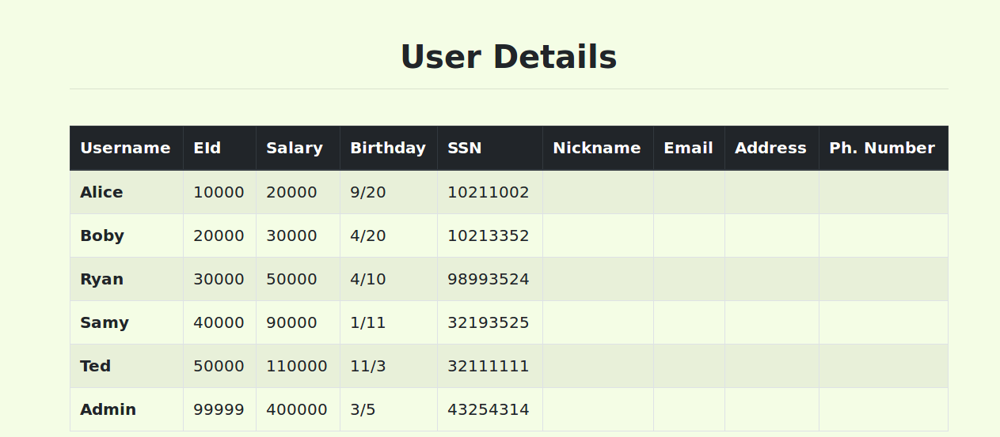 User Details
Username EId Salary Birthday SSN Nickname Email Address Ph. Number
Alice 10000 20000 9/20 10211002
Boby 20000 30000 4/20 10213352
Ryan 30000 50000 4/10 98993524
Samy 40000 90000 1/11 32193525
Ted 50000 110000 11/3 32111111
Admin 99999 400000 3/5 43254314